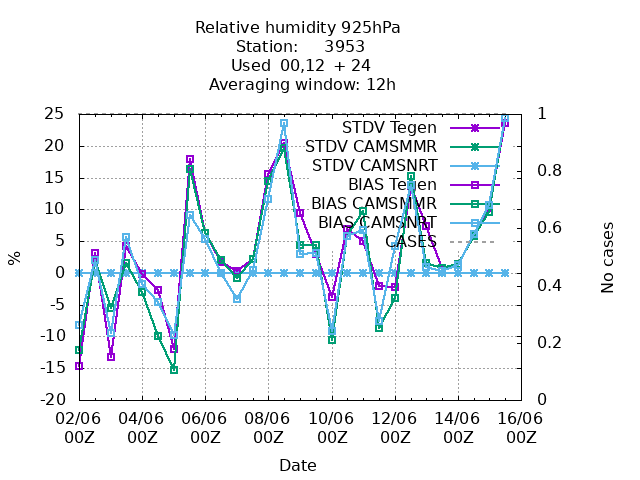 Relative humidity 925hPa
Station: 3953
Used 00,12 + 24
Averaging window: 12h
25
20
15
10
5
0
-5
-10
-15
-20
%
1
0.8
0.6
0.4
0.2
0
No cases
STDV Tegen
STDV CAMSMMR
STDV CAMSNRT
BIAS Tegen
BIAS CAMSMMR
BIAS CAMSNRT
CASES
02/06 04/06 06/06 08/06 10/06 12/06 14/06 16/06
00Z 00Z 00Z 00Z 00Z 00Z 00Z 00Z
Date